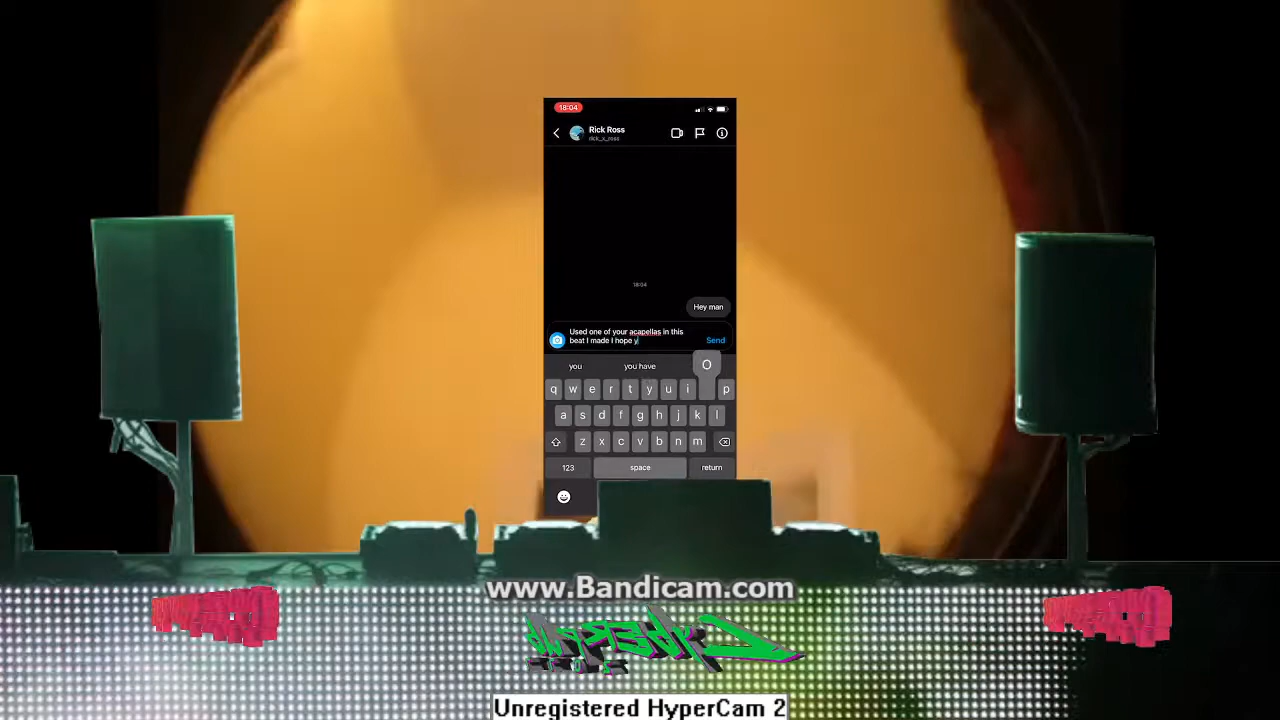 18:04
Rick Ross
rick_x_ross
18:04
Hey man
Used one of your acapellas in this
beat I made I hope y
Send
you
you have
O
q w e r t y u i p
a s d f g h j k l
z x c v b n m
123
space
return
www.Bandicam.com
Unregistered HyperCam 2